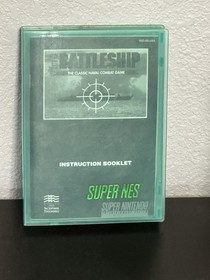 BATTLESHIP
THE CLASSIC NAVAL COMBAT GAME
INSTRUCTION BOOKLET
SUPER NES
SUPER NINTENDO